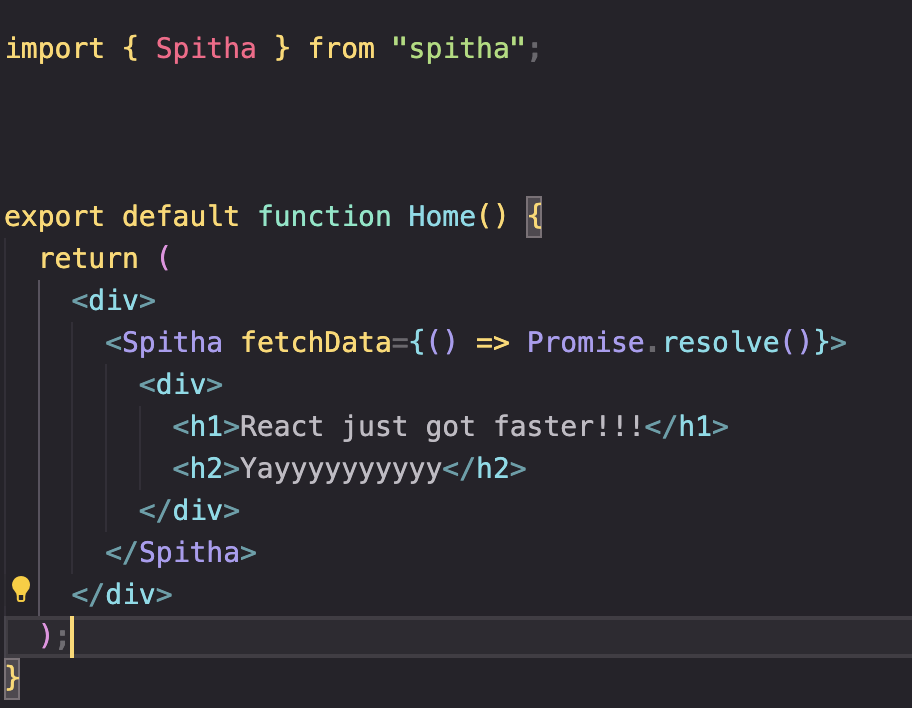 import { Spitha } from "spitha";
export default function Home() {
  return (
    <div>
      <Spitha fetchData={() => Promise.resolve()}>
        <div>
          <h1>React just got faster!!!</h1>
          <h2>Yayyyyyyyyyy</h2>
        </div>
      </Spitha>
    </div>
  );
}